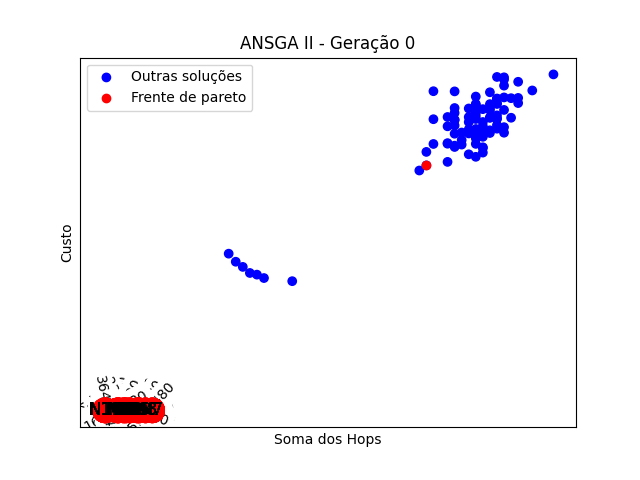 ANSGA II - Geração 0
Outras soluções
Frente de pareto
Custo
Soma dos Hops